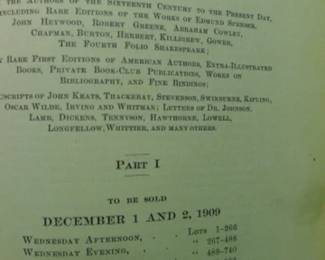 THE AUTHORS OF THE SIXTEENTH CENTURY TO THE PRESENT DAY,
INCLUDING RARE EDITIONS OF THE WORKS OF EDMUND SPENSER,
JOHN HEYWOOD, ROBERT GREENE, ABRAHAM COWLEY,
CHAPMAN, BURTON, HERBERT, KILLIGREW, GOWER,
THE FOURTH FOLIO SHAKESPEARE;
RARE FIRST EDITIONS OF AMERICAN AUTHORS, EXTRA-ILLUSTRATED
BOOKS, PRIVATE BOOK-CLUB PUBLICATIONS, WORKS ON
BIBLIOGRAPHY, AND FINE BINDINGS;
USCRIPTS OF JOHN KEATS, THACKERAY, STEVENSON, SWINBURNE, KIPLING,
OSCAR WILDE, IRVING AND WHITMAN; LETTERS OF DR. JOHNSON,
LAMB, DICKENS, TENNYSON, HAWTHORNE, LOWELL,
LONGFELLOW, WHITTIER, AND MANY OTHERS.
PART I
TO BE SOLD
DECEMBER 1 AND 2, 1909
WEDNESDAY AFTERNOON, . . LOTS 1-266
WEDNESDAY EVENING, . . " 267-486
" 488-740